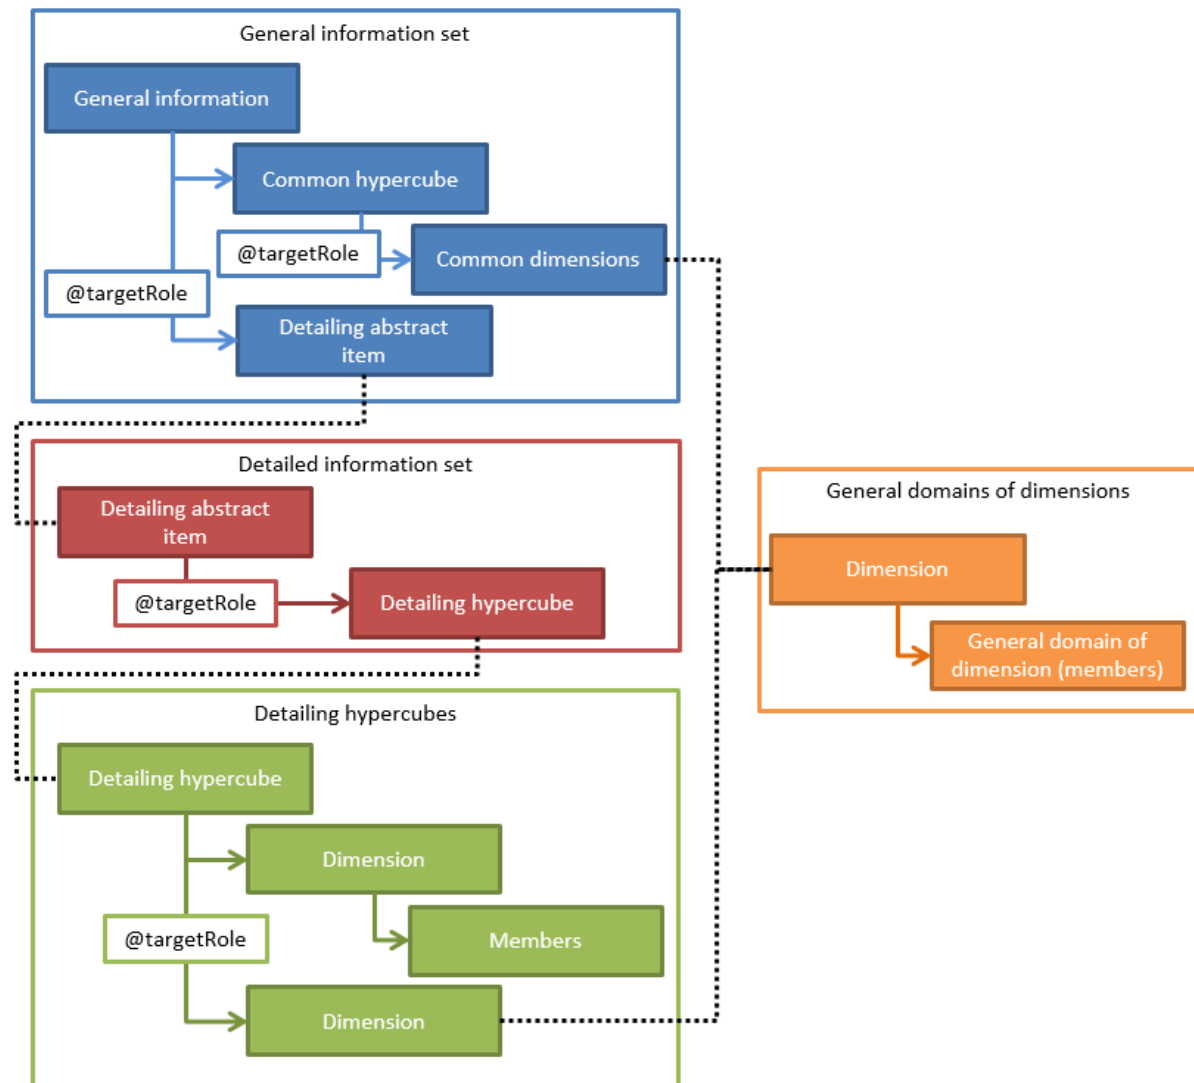 General information set
General information
Common hypercube
@targetRole
Common dimensions
@targetRole
Detailing abstract
item
Detailed information set
Detailing abstract
item
@targetRole
Detailing hypercube
General domains of dimensions
Dimension
General domain of
dimension (members)
Detailing hypercubes
Detailing hypercube
Dimension
Members
@targetRole
Dimension